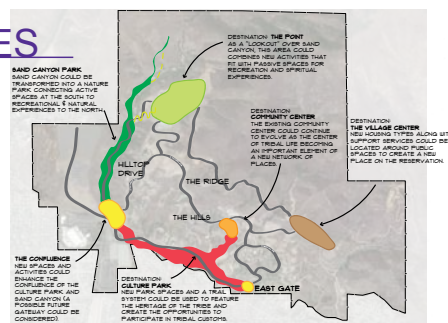 ES
SAND CANYON PARK
SAND CANYON COULD BE
TRANSFORMED INTO A NATURE
PARK CONNECTING ACTIVE
SPACES AT THE SOUTH TO
RECREATIONAL & NATURAL
EXPERIENCES TO THE NORTH.
DESTINATION: THE POINT
AS A "LOOKOUT" OVER SAND
CANYON, THIS AREA COULD
COMBINE NEW ACTIVITIES THAT
FIT WITH PASSIVE SPACES FOR
RECREATION AND SPIRITUAL
EXPERIENCES.
DESTINATION:
COMMUNITY CENTER
THE EXISTING COMMUNITY
CENTER COULD CONTINUE
TO EVOLVE AS THE CENTER
OF TRIBAL LIFE BECOMING
AN IMPORTANT ELEMENT OF
A NEW NETWORK OF
PLACES.
DESTINATION:
THE VILLAGE CENTER
NEW HOUSING TYPES ALONG WIT
SUPPORT SERVICES COULD BE
LOCATED AROUND PUBLIC
SPACES TO CREATE A NEW
PLACE ON THE RESERVATION.
HILLTOP
DRIVE
THE RIDGE
THE HILLS
THE CONFLUENCE
NEW SPACES AND
ACTIVITIES COULD
ENHANCE THE
CONFLUENCE OF THE
CULTURE PARK AND
SAND CANYON (A
POSSIBLE FUTURE
GATEWAY COULD BE
CONSIDERED).
DESTINATION:
CULTURE PARK
NEW PARK SPACES AND A TRAIL
SYSTEM COULD BE USED TO FEATURE
THE HERITAGE OF THE TRIBE AND
CREATE THE OPPORTUNITIES TO
PARTICIPATE IN TRIBAL CUSTOMS.
EAST GATE